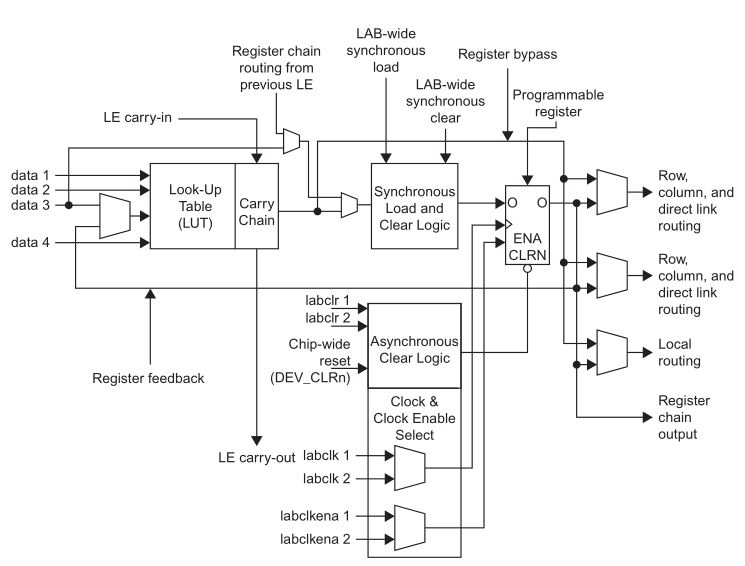 LAB-wide
synchronous
load
Register chain
routing from
previous LE
Register bypass
LAB-wide
synchronous
clear
Programmable
register
LE carry-in
data 1
data 2
data 3
data 4
Look-Up
Table
(LUT)
Carry
Chain
Synchronous
Load and
Clear Logic
O O
ENA
CLRN
Row,
column, and
direct link
routing
Row,
column, and
direct link
routing
Local
routing
Register
chain
output
Register feedback
labclr 1
labclr 2
Chip-wide
reset
(DEV_CLRn)
Asynchronous
Clear Logic
Clock &
Clock Enable
Select
LE carry-out
labclk 1
labclk 2
labclkena 1
labclkena 2